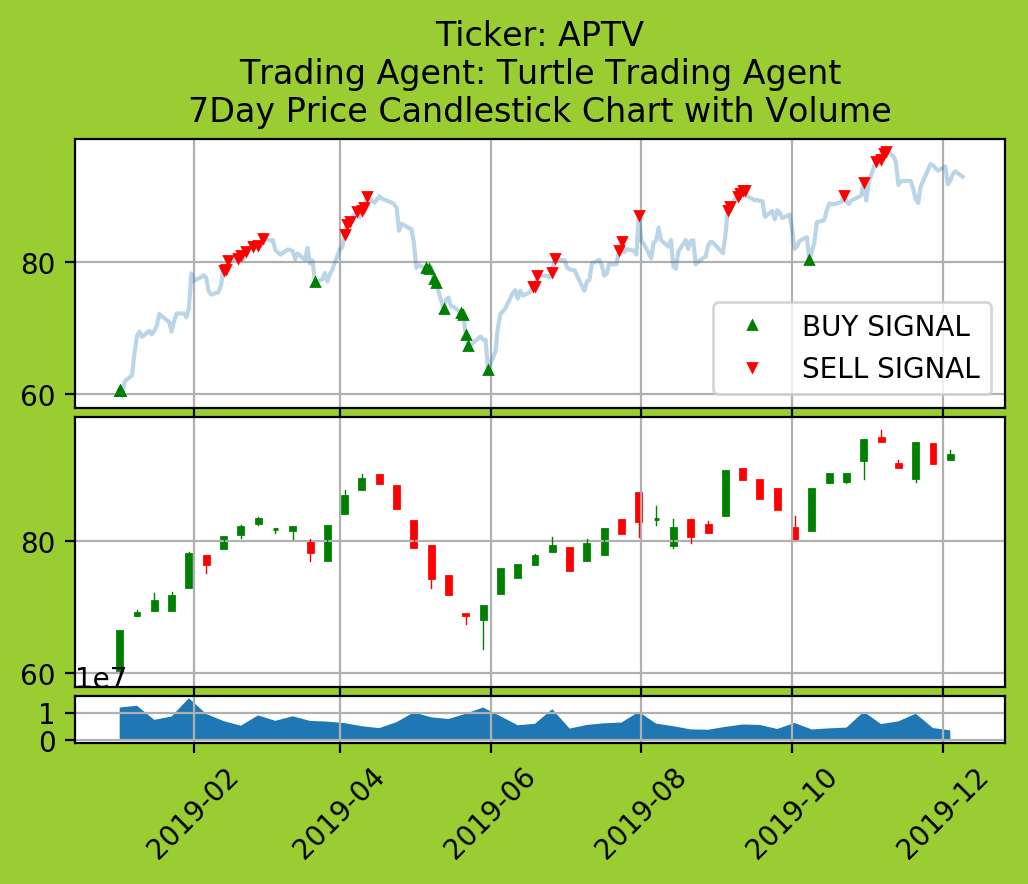 Ticker: APTV
Trading Agent: Turtle Trading Agent
7Day Price Candlestick Chart with Volume
80
60
BUY SIGNAL
SELL SIGNAL
80
60
1e7
1
0
2019-02
2019-04
2019-06
2019-08
2019-10
2019-12